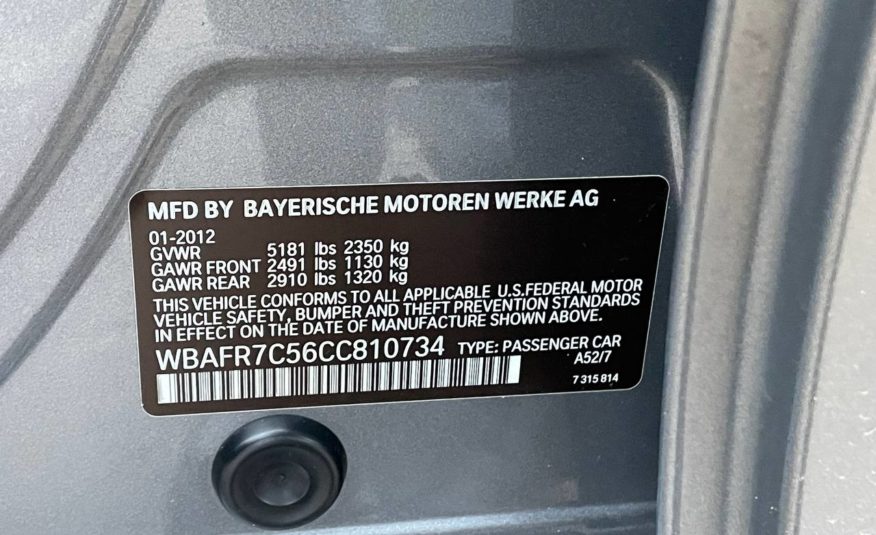 MFD BY BAYERISCHE MOTOREN WERKE AG
01-2012
GVWR 5181 lbs 2350 kg
GAWR FRONT 2491 lbs 1130 kg
GAWR REAR 2910 lbs 1320 kg
THIS VEHICLE CONFORMS TO ALL APPLICABLE U.S.FEDERAL MOTOR
VEHICLE SAFETY, BUMPER AND THEFT PREVENTION STANDARDS
IN EFFECT ON THE DATE OF MANUFACTURE SHOWN ABOVE.
WBAFR7C56CC810734 TYPE: PASSENGER CAR
A52/7
7 315 814